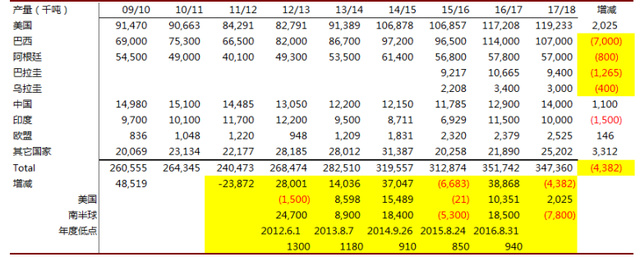 产量（千吨） 09/10 10/11 11/12 12/13 13/14 14/15 15/16 16/17 17/18 增减
美国 91,470 90,663 84,291 82,791 91,389 106,878 106,857 117,208 119,233 2,025
巴西 69,000 75,300 66,500 82,000 86,700 97,200 96,500 114,000 107,000 (7,000)
阿根廷 54,500 49,000 40,100 49,300 53,500 61,400 56,800 57,800 57,000 (800)
巴拉圭 9,217 10,665 9,400 (1,265)
乌拉圭 2,208 3,400 3,000 (400)
中国 14,980 15,100 14,485 13,050 12,200 12,150 11,785 12,900 14,000 1,100
印度 9,700 10,100 11,700 12,200 9,500 8,711 6,929 11,500 10,000 (1,500)
欧盟 836 1,048 1,220 948 1,209 1,831 2,320 2,379 2,525 146
其它国家 20,069 23,134 22,177 28,185 28,012 31,387 20,258 21,890 25,202 3,312
Total 260,555 264,345 240,473 268,474 282,510 319,557 312,874 351,742 347,360 (4,382)
增减 48,519 -23,872 28,001 14,036 37,047 (6,683) 38,868 (4,382)
美国 (1,500) 8,598 15,489 (21) 10,351 2,025
南半球 24,700 8,900 18,400 (5,300) 18,500 (7,800)
年度低点 2012.6.1 2013.8.7 2014.9.26 2015.8.24 2016.8.31
1300 1180 910 850 940